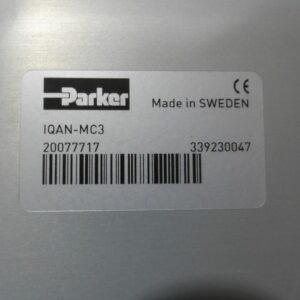 Parker
CE
Made in SWEDEN
IQAN-MC3
20077717 339230047